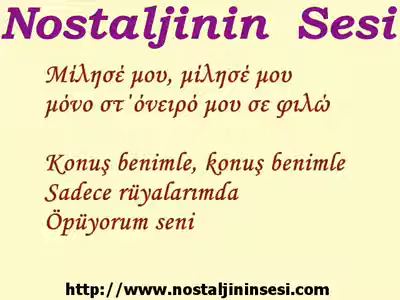 Nostaljinin Sesi
Μίλησέ μου, μίλησέ μου
μόνο στ΄όνειρό μου σε φιλώ
Konuş benimle, konuş benimle
Sadece rüyalarımda
Öpüyorum seni
http://www.nostaljininsesi.com